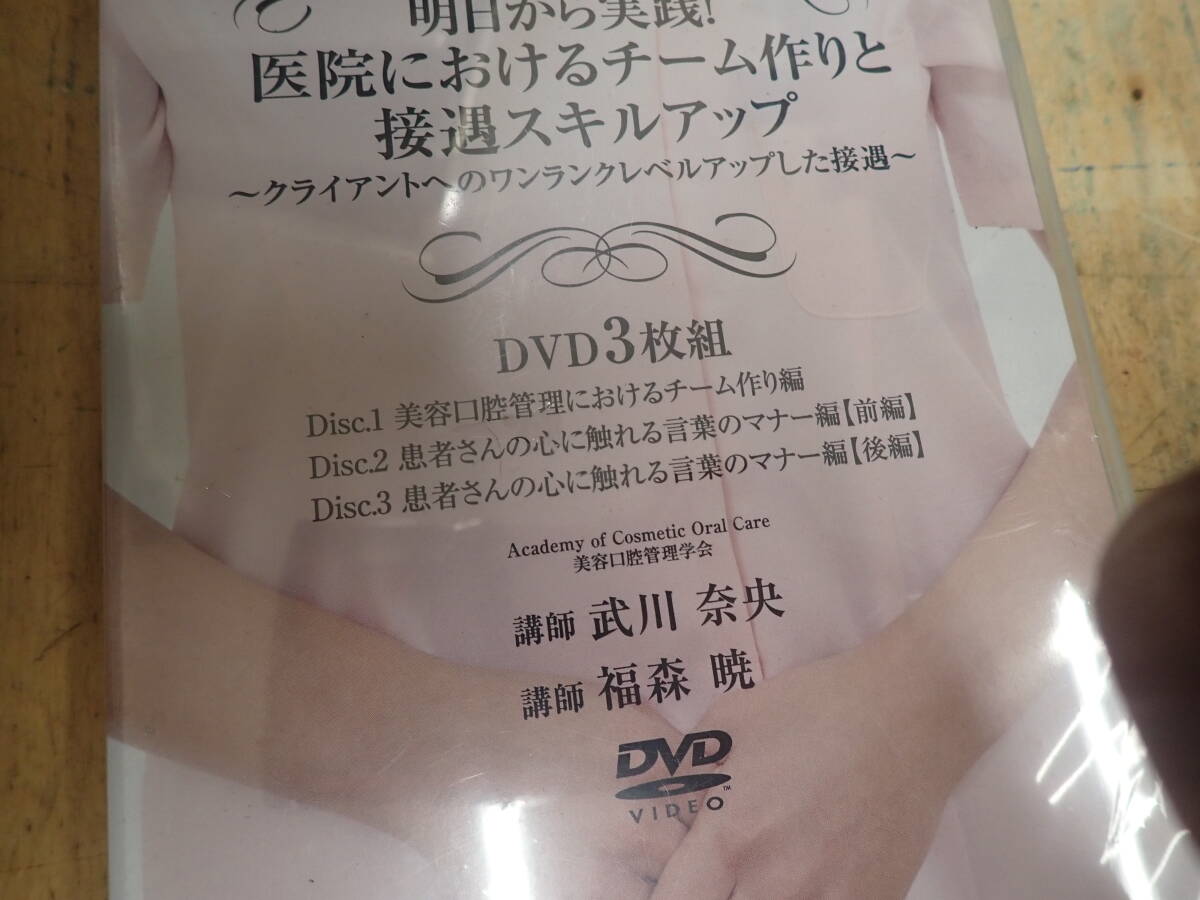 明日から実践!
医院におけるチーム作りと
接遇スキルアップ
～クライアントへのワンランクレベルアップした接遇～
DVD3枚組
Disc.1 美容口腔管理におけるチーム作り編
Disc.2 患者さんの心に触れる言葉のマナー編【前編】
Disc.3 患者さんの心に触れる言葉のマナー編【後編】
Academy of Cosmetic Oral Care
美容口腔管理学会
講師 武川 奈央
講師 福森 暁
DVD
VIDEO